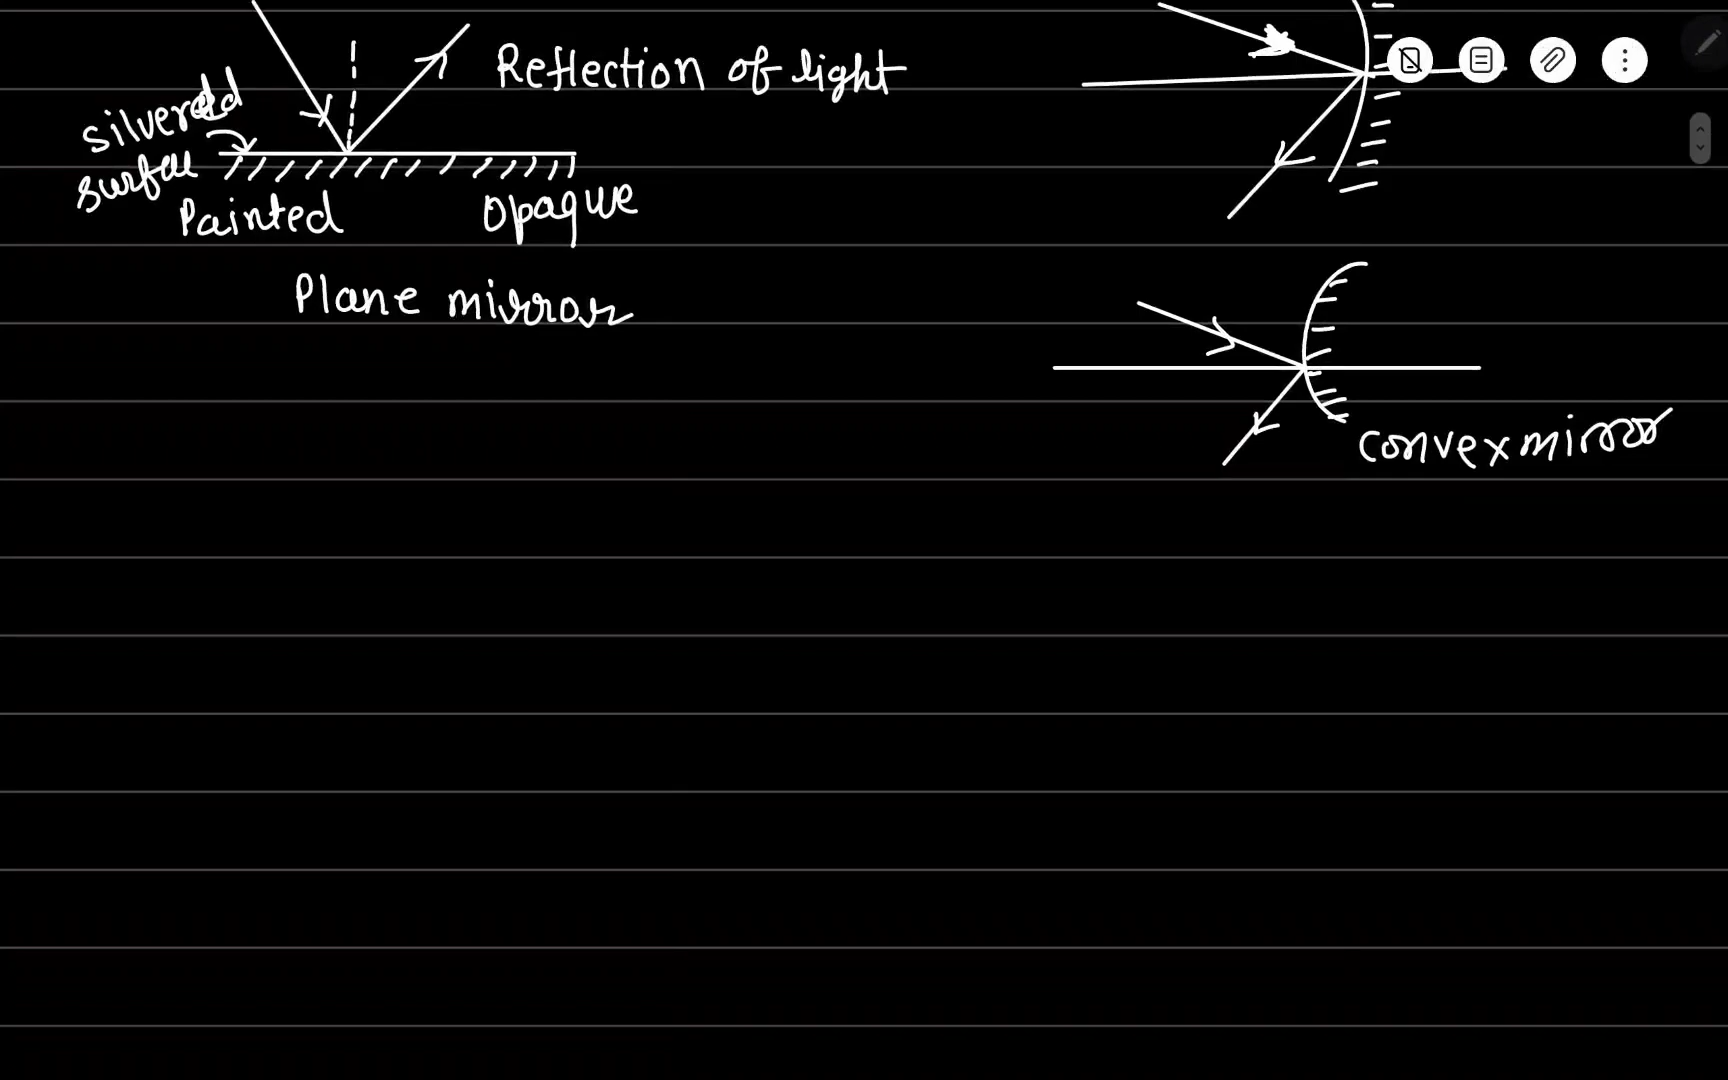 Reflection of light
silvered
surface
Painted Opaque
Plane mirror
convex mirror